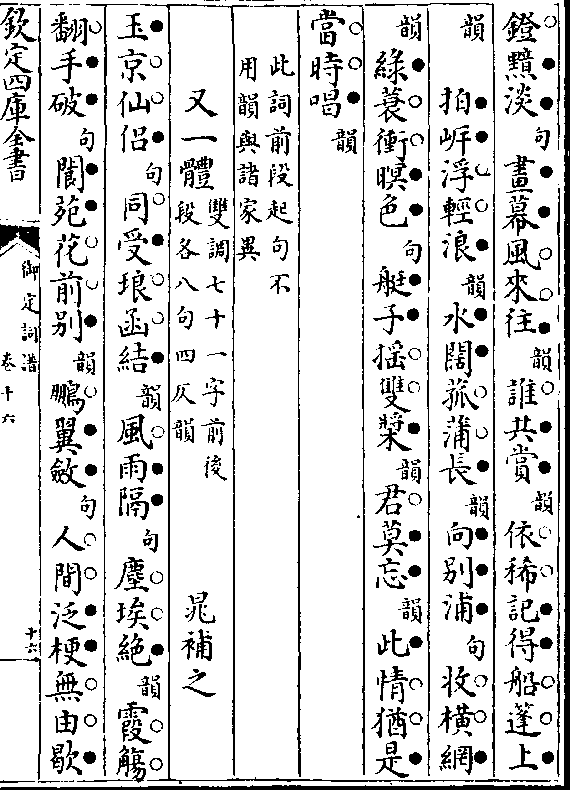 鐙黯淡句畫幕風來往韻誰共賞韻依稀記得船蓬上
韻拍岸浮輕浪韻水闊菰蒲長韻向別浦句收橫網
韻綠蓑衝暝色句艇子搖雙槳韻君莫忘韻此情猶是
當時唱韻
此詞前段起句不
用韻與諸家異
又一體雙調七十一字前後
段各八句四仄韻晁補之
玉京仙侶句同受琅函結韻風雨隔句塵埃絶韻霞觴
翻手破句閬苑花前别韻鵬翼斂句人間泛梗無由歇
欽定四庫全書
御定詞譜
卷十六
十六